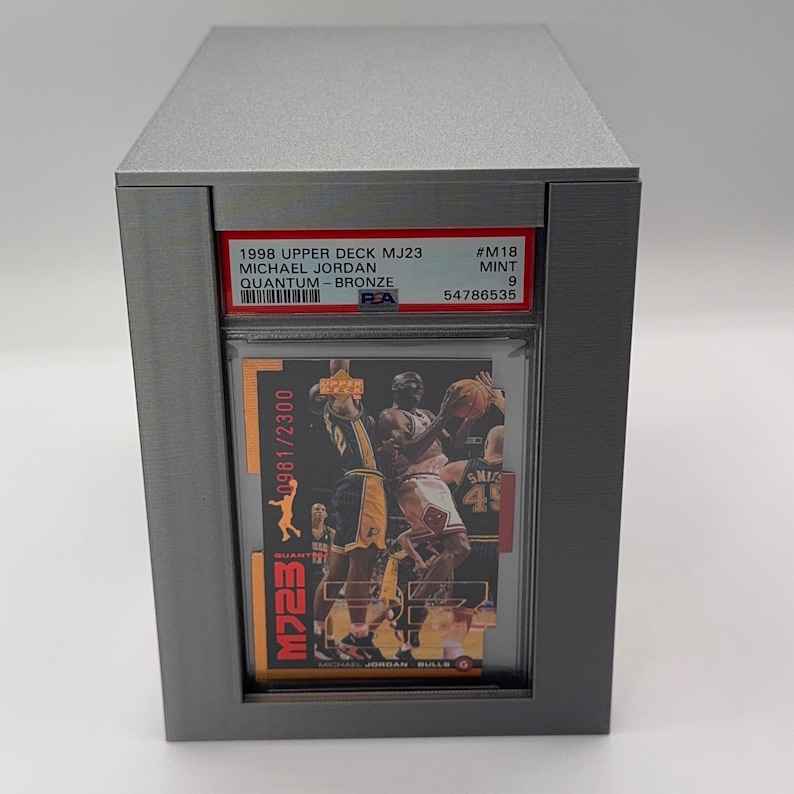 1998 UPPER DECK MJ23 #M18
MICHAEL JORDAN MINT
QUANTUM - BRONZE 9
PSA 54786535
UPPER
DECK
0981/2300
SMITS
45
QUANTUM
MJ23
MICHAEL JORDAN BULLS G